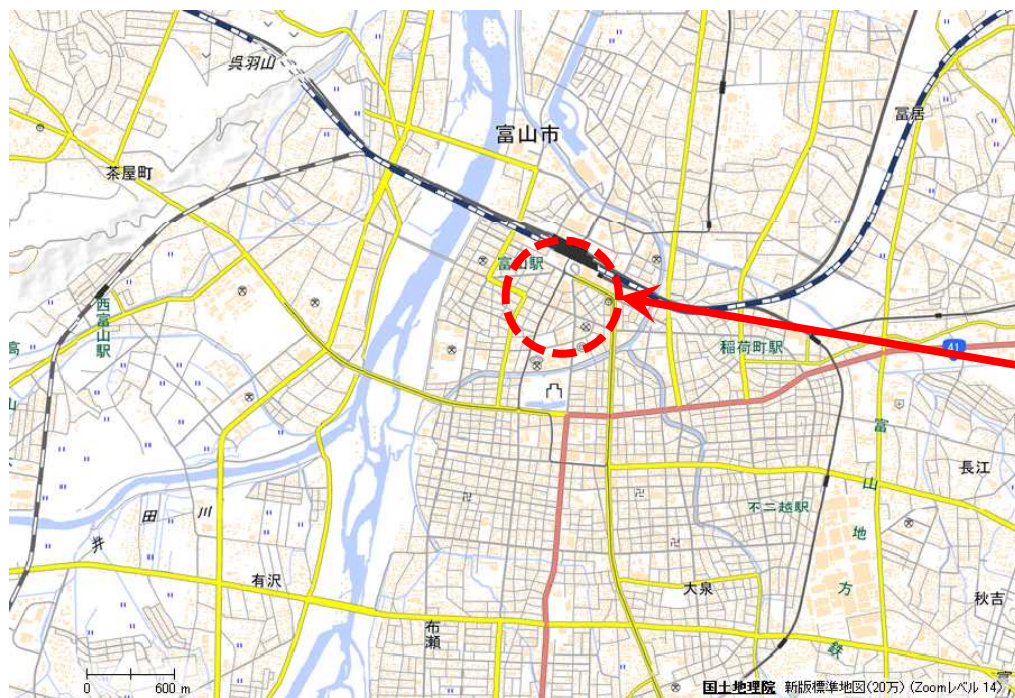 呉羽山
富山市
富居
茶屋町
富山駅
西富山駅
稲荷町駅
41
高
山
富
山
地
方
鉄
長江
不二越駅
井
田
川
有沢
大泉
秋吉
布瀬
0
600 m
国土地理院 新版標準地図(20万)(Zoomレベル 14)